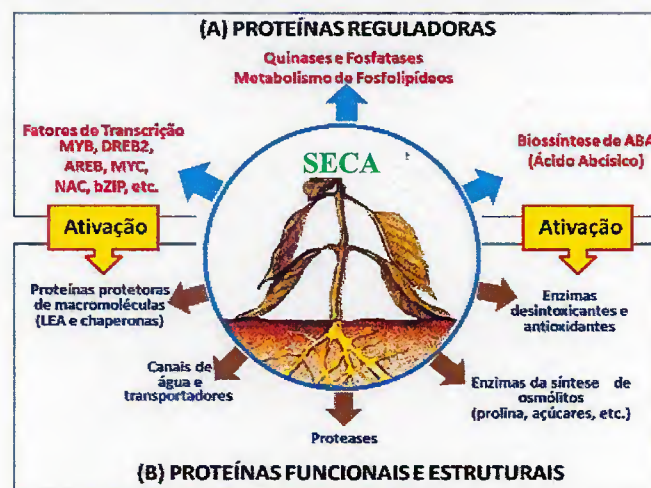 (A) PROTEÍNAS REGULADORAS
Quinases e Fosfatases
Metabolismo de Fosfolipídeos
Fatores de Transcrição
MYB, DREB2,
AREB, MYC,
NAC, bZIP, etc.
Biossíntese de ABA
(Ácido Abcísico)
SECA
Ativação
Ativação
Proteínas protetoras
de macromoléculas
(LEA e chaperonas)
Enzimas
desintoxicantes e
antioxidantes
Canais de
água e
transportadores
Enzimas da síntese de
osmólitos
(prolina, açúcares, etc.)
Proteases
(B) PROTEÍNAS FUNCIONAIS E ESTRUTURAIS